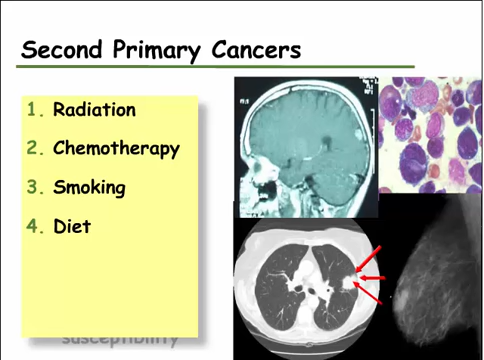 Second Primary Cancers
1. Radiation
2. Chemotherapy
3. Smoking
4. Diet
susceptibility